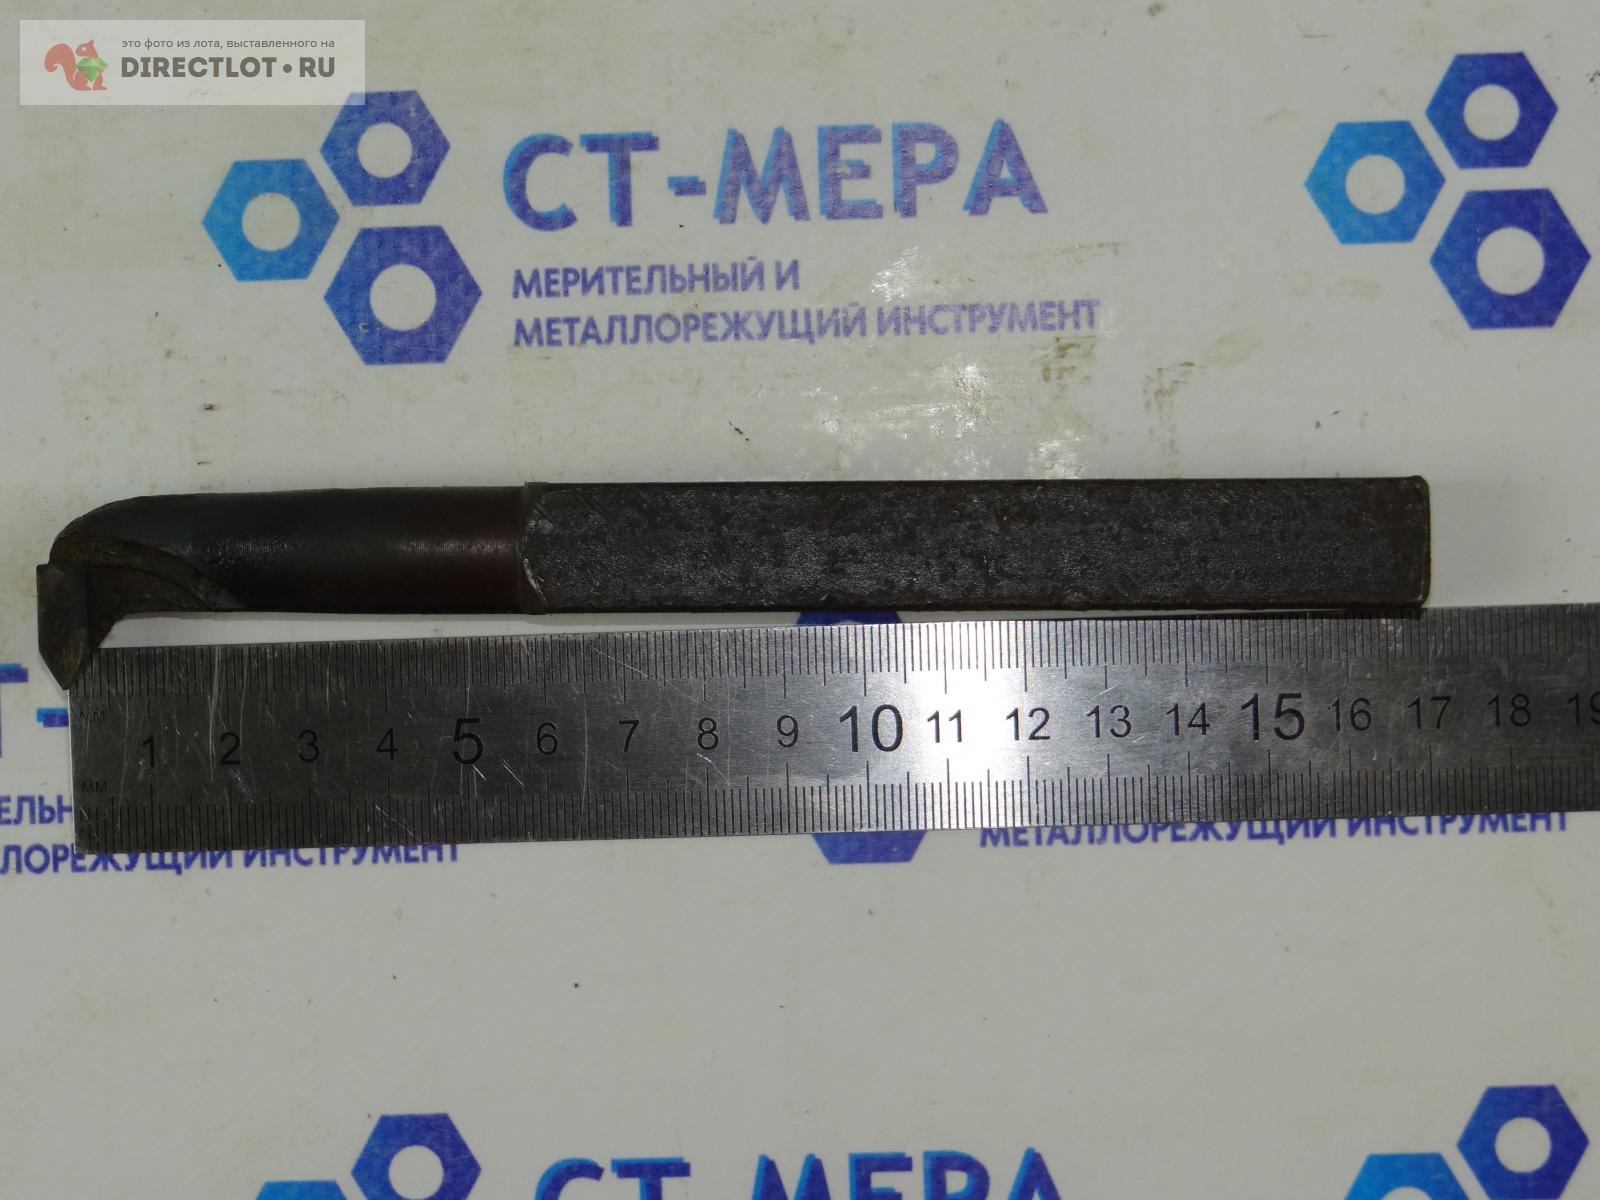 это фото из лота, выставленного на
DIRECTLOT.RU
СТ-МЕРА
МЕРИТЕЛЬНЫЙ И
МЕТАЛЛОРЕЖУЩИЙ ИНСТРУМЕНТ
мм
1 2 3 4 5 6 7 8 9 10 11 12 13 14 15 16 17 18 19
мм
ЕЛЬН
ЛОРЕЖУЩИЙ ИНСТРУМЕНТ
МЕТАЛЛОРЕЖУЩИЙ ИНСТРУМЕНТ
СТ-МЕРА